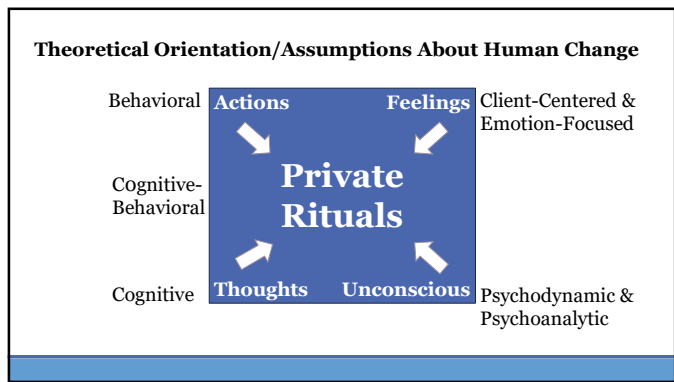 Theoretical Orientation/Assumptions About Human Change
Behavioral
Actions
Feelings
Client-Centered &
Emotion-Focused
Cognitive-
Behavioral
Private
Rituals
Cognitive
Thoughts
Unconscious
Psychodynamic &
Psychoanalytic